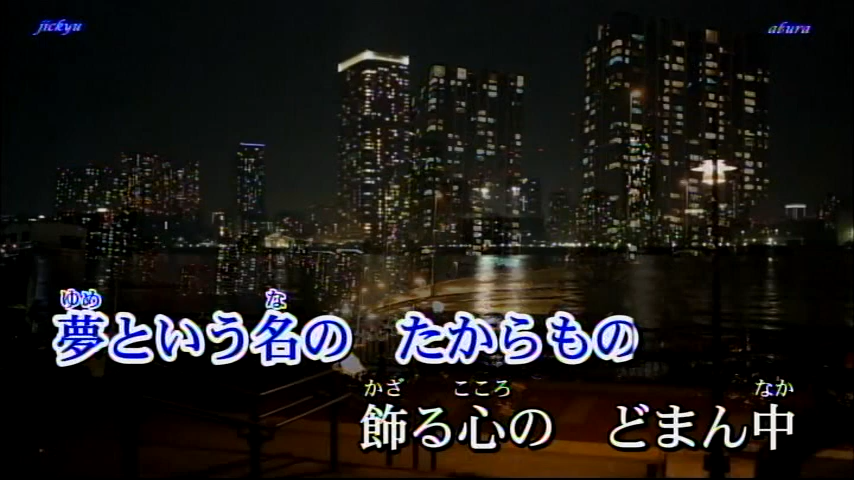 jickyu
akura
ゆめ な
夢という名の たからもの
かざ こころ なか
飾る心の どまん中